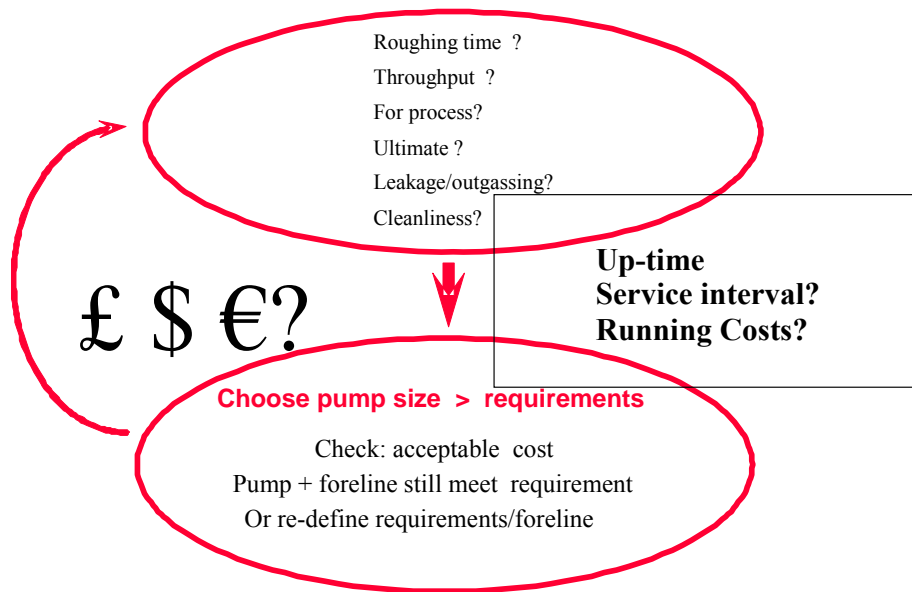 Roughing time ?
Throughput ?
For process?
Ultimate ?
Leakage/outgassing?
Cleanliness?
Up-time
Service interval?
Running Costs?
£ $ €?
Choose pump size > requirements
Check: acceptable cost
Pump + foreline still meet requirement
Or re-define requirements/foreline